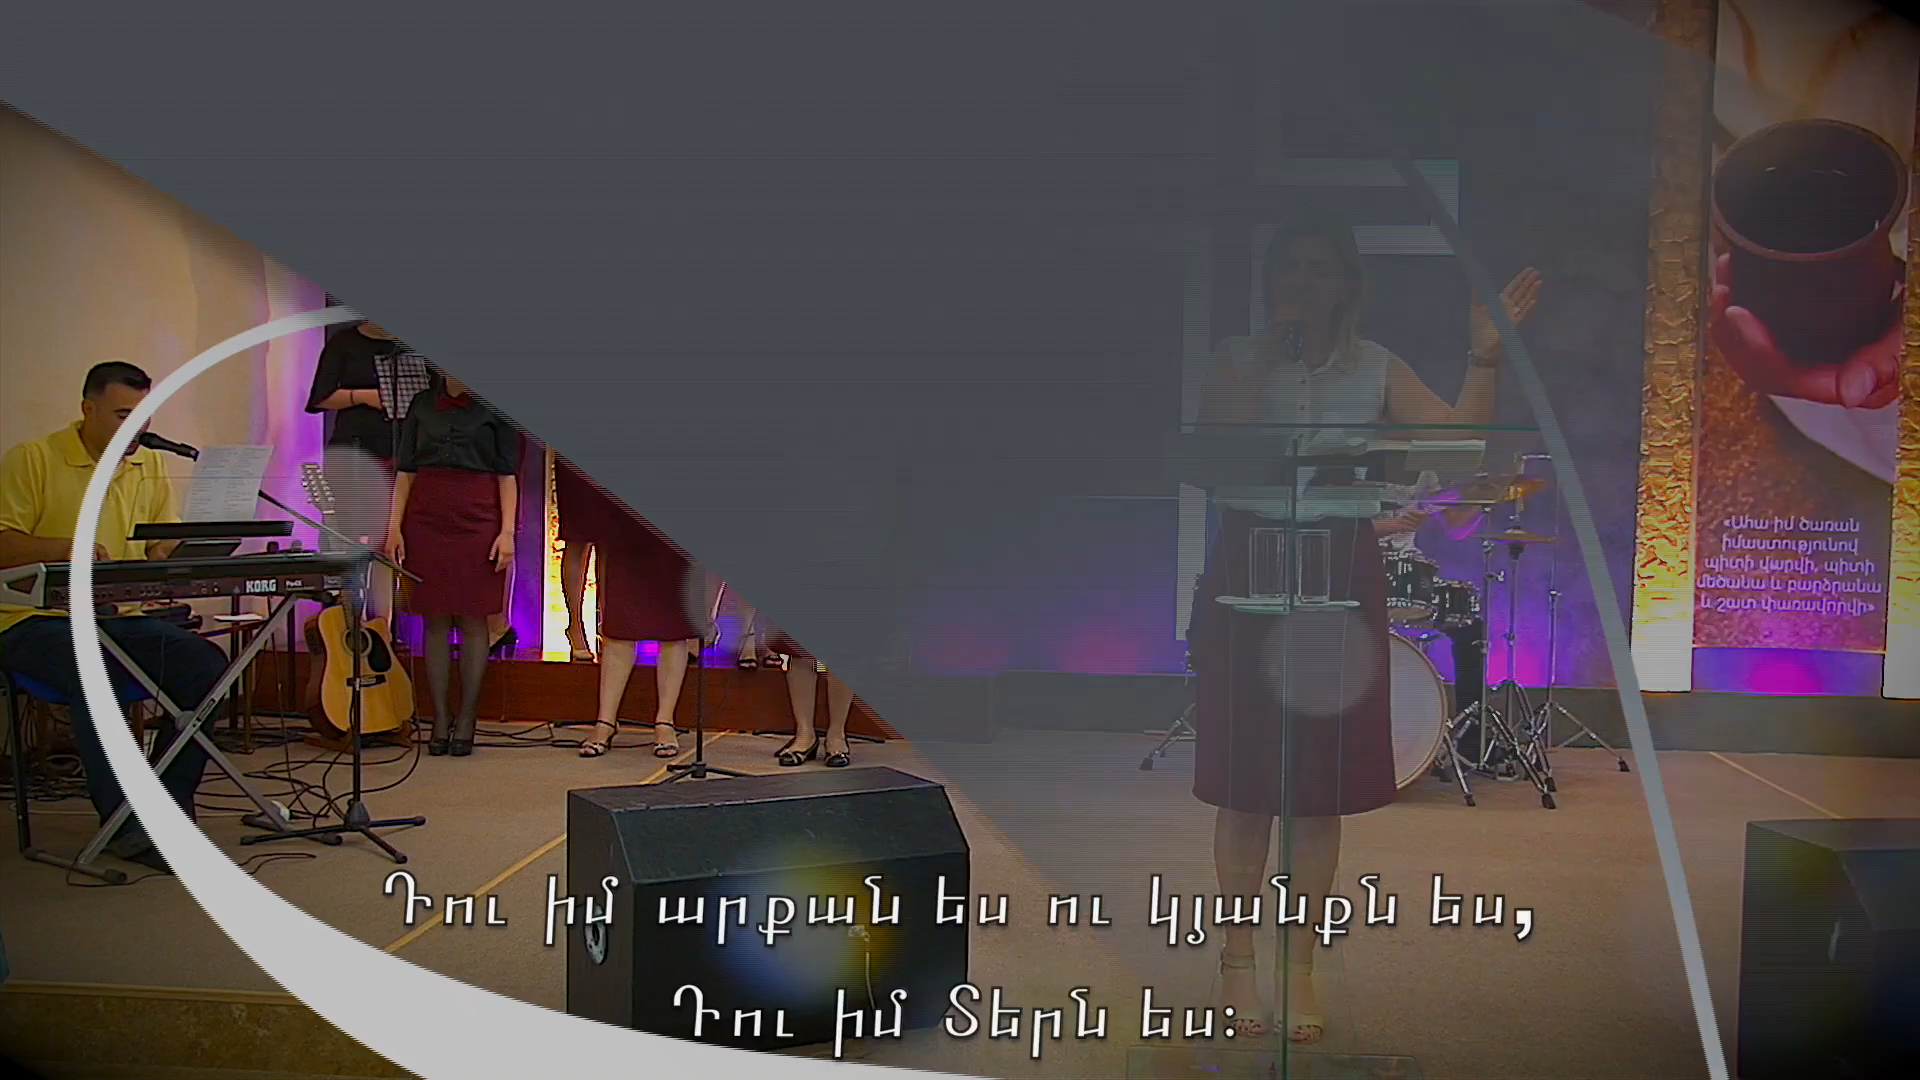 KORG
«Ահա իմ ծառան
իմաստությունով
պիտի վարվի, պիտի
մեծանա և բարձրանա
և շատ փառավորվի»
Դու իմ արքան ես ու կյանքն ես,
Դու իմ Տերն ես: